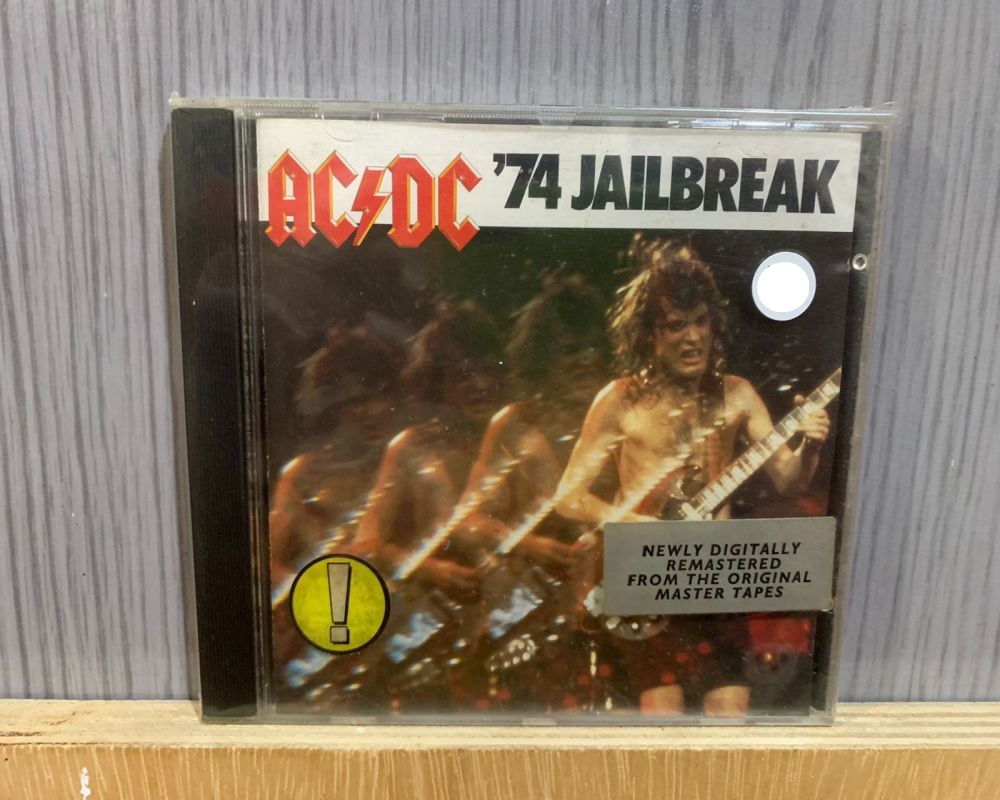 AC⚡DC '74 JAILBREAK
NEWLY DIGITALLY
REMASTERED
FROM THE ORIGINAL
MASTER TAPES
!